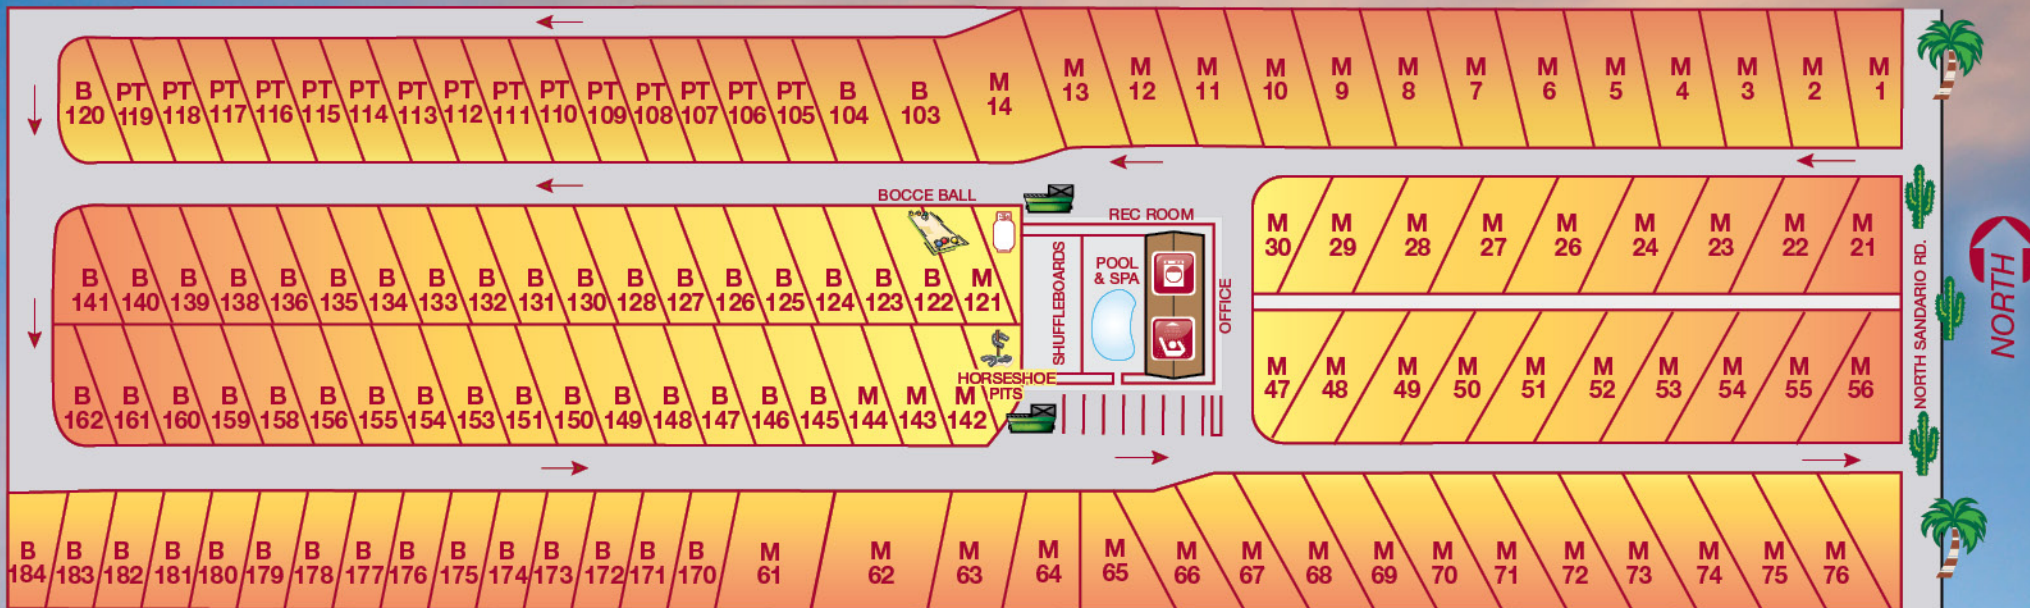 B PT PT PT PT PT PT PT PT PT PT PT PT PT PT PT B B M M M M M M M M M M M M M M
120 119 118 117 116 115 114 113 112 111 110 109 108 107 106 105 104 103 14 13 12 11 10 9 8 7 6 5 4 3 2 1
BOCCE BALL
REC ROOM
M M M M M M M M M
30 29 28 27 26 24 23 22 21
B B B B B B B B B B B B B B B B B B M
141 140 139 138 136 135 134 133 132 131 130 128 127 126 125 124 123 122 121
SHUFFLEBOARDS
POOL
& SPA
OFFICE
NORTH SANDARIO RD.
NORTH
HORSESHOE
PITS
M M M M M M M M M M
47 48 49 50 51 52 53 54 55 56
B B B B B B B B B B B B B B B B M M M
162 161 160 159 158 156 155 154 153 151 150 149 148 147 146 145 144 143 142
B B B B B B B B B B B B B B B M M M M M M M M M M M M M M M M
184 183 182 181 180 179 178 177 176 175 174 173 172 171 170 61 62 63 64 65 66 67 68 69 70 71 72 73 74 75 76